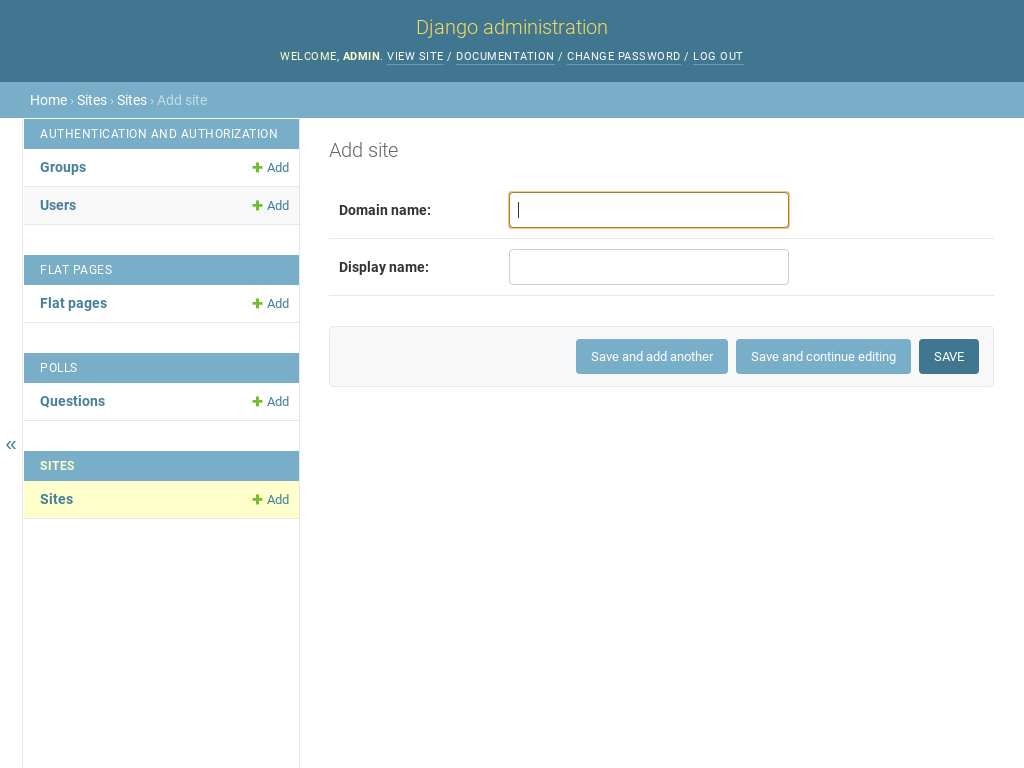 Django administration
WELCOME, ADMIN. VIEW SITE / DOCUMENTATION / CHANGE PASSWORD / LOG OUT
Home › Sites › Sites › Add site
AUTHENTICATION AND AUTHORIZATION
Groups Add
Users Add
FLAT PAGES
Flat pages Add
POLLS
Questions Add
SITES
Sites Add
«
Add site
Domain name:
Display name:
Save and add another Save and continue editing SAVE